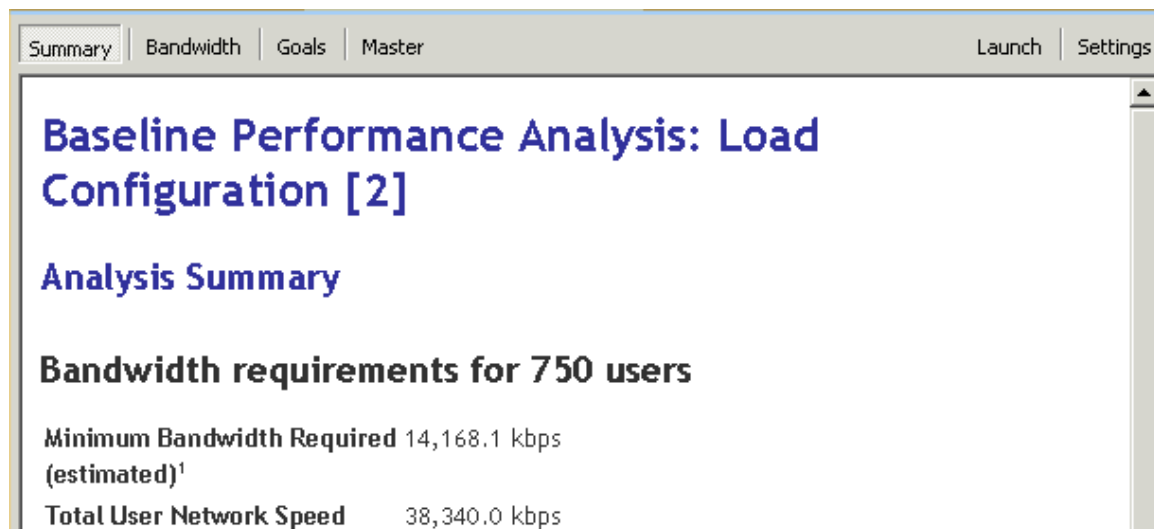 Summary Bandwidth Goals Master Launch Settings
Baseline Performance Analysis: Load
Configuration [2]
Analysis Summary
Bandwidth requirements for 750 users
Minimum Bandwidth Required 14,168.1 kbps
(estimated)¹
Total User Network Speed 38,340.0 kbps